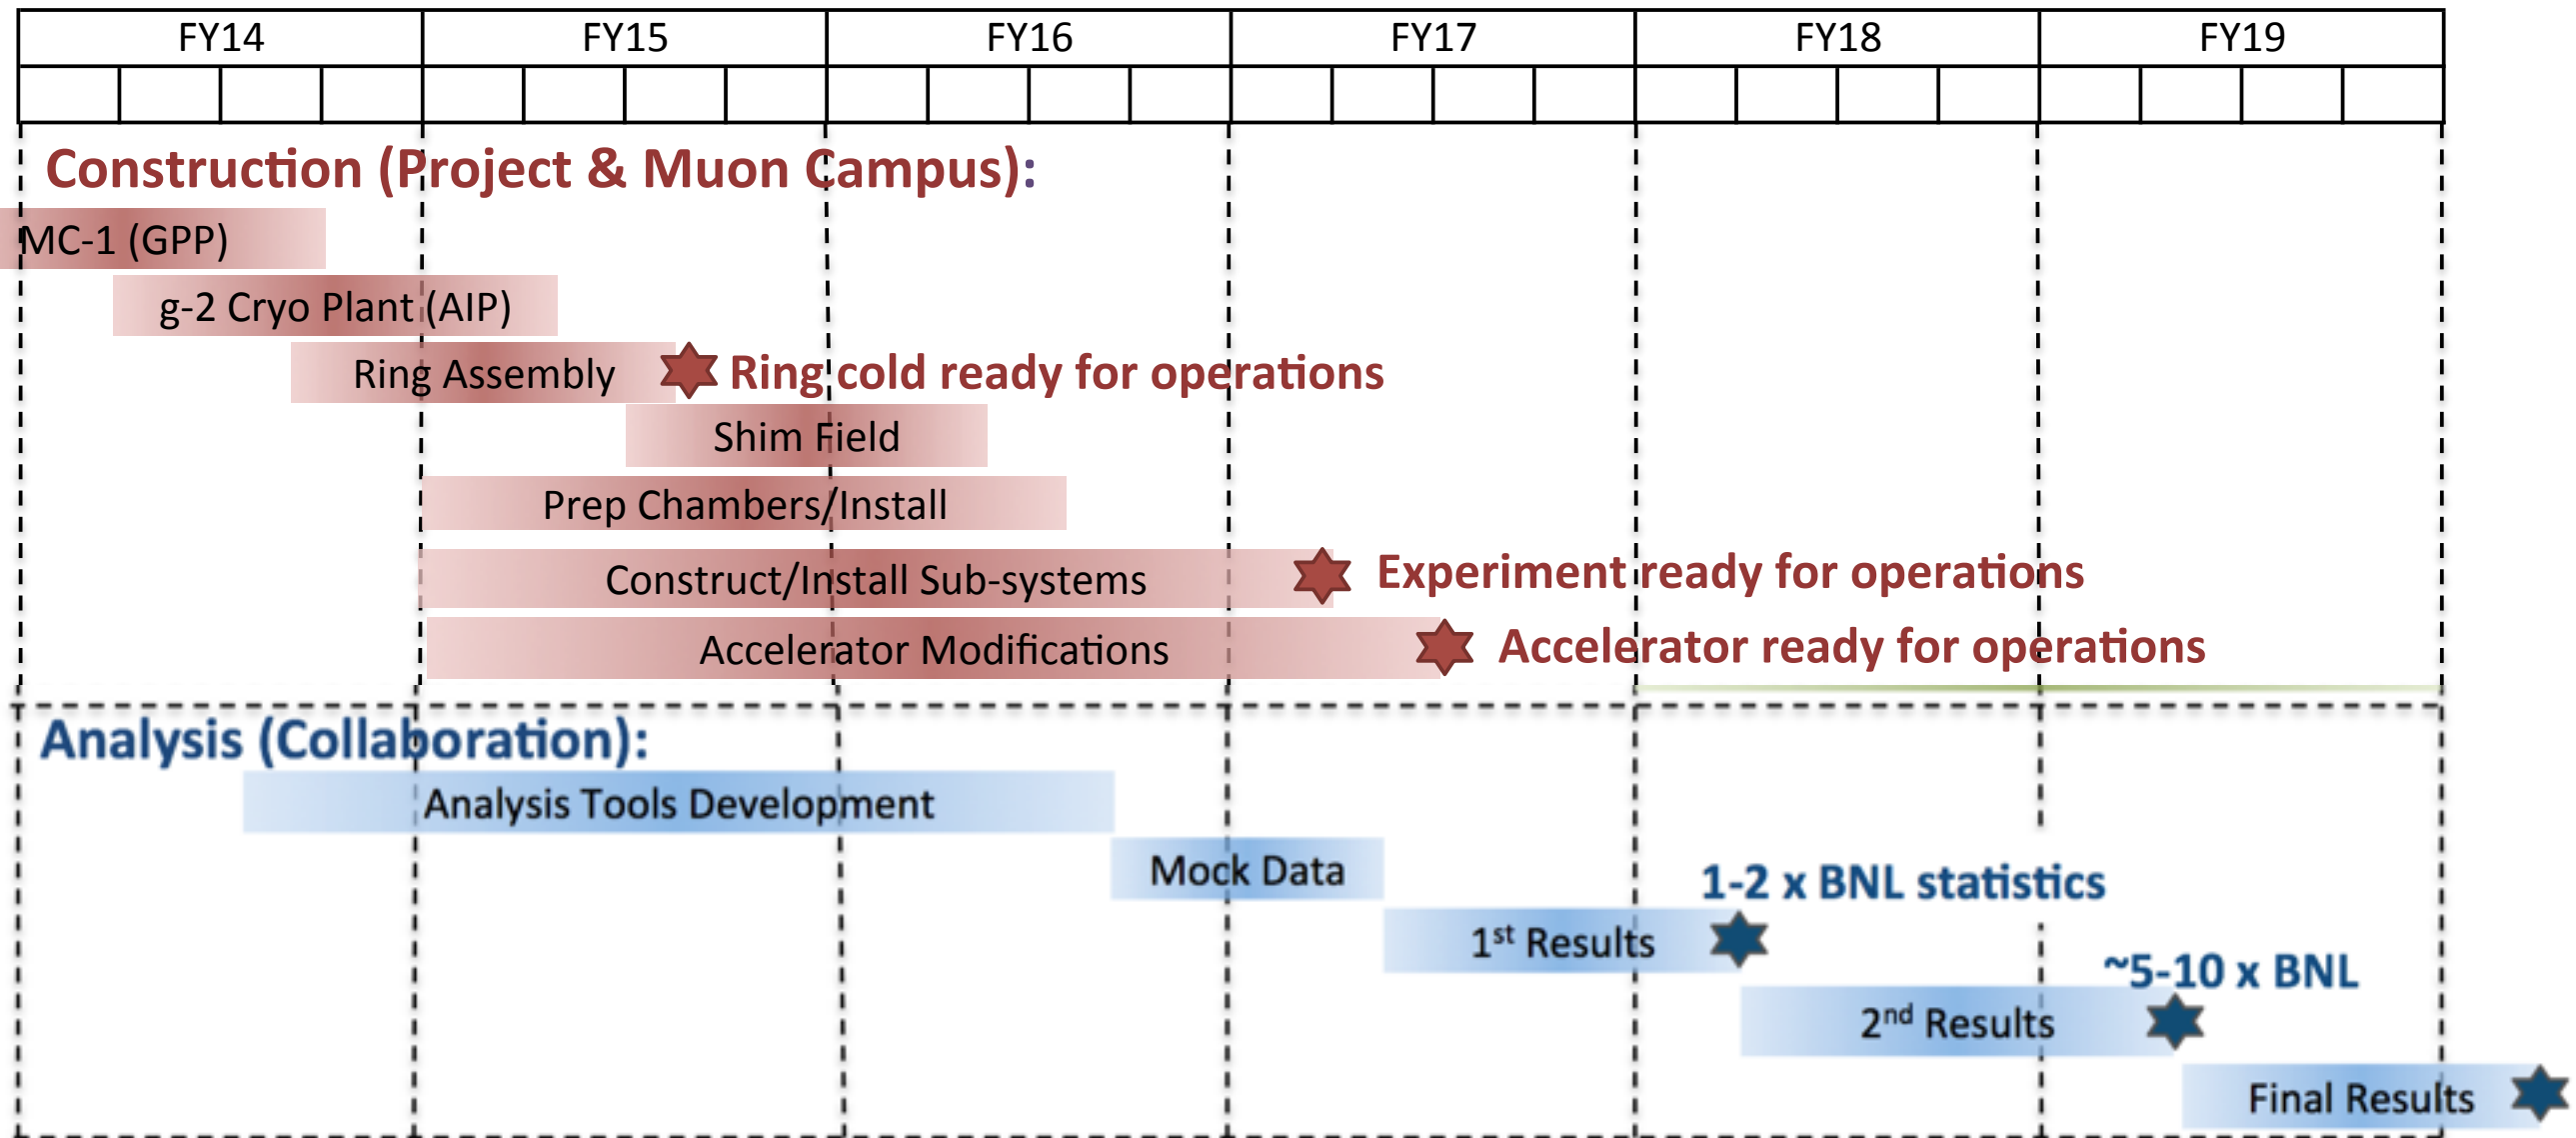 FY14 FY15 FY16 FY17 FY18 FY19
Construction (Project & Muon Campus):
MC-1 (GPP)
g-2 Cryo Plant (AIP)
Ring Assembly Ring cold ready for operations
Shim Field
Prep Chambers/Install
Construct/Install Sub-systems Experiment ready for operations
Accelerator Modifications Accelerator ready for operations
Analysis (Collaboration):
Analysis Tools Development
Mock Data
1-2 x BNL statistics
1st Results
~5-10 x BNL
2nd Results
Final Results